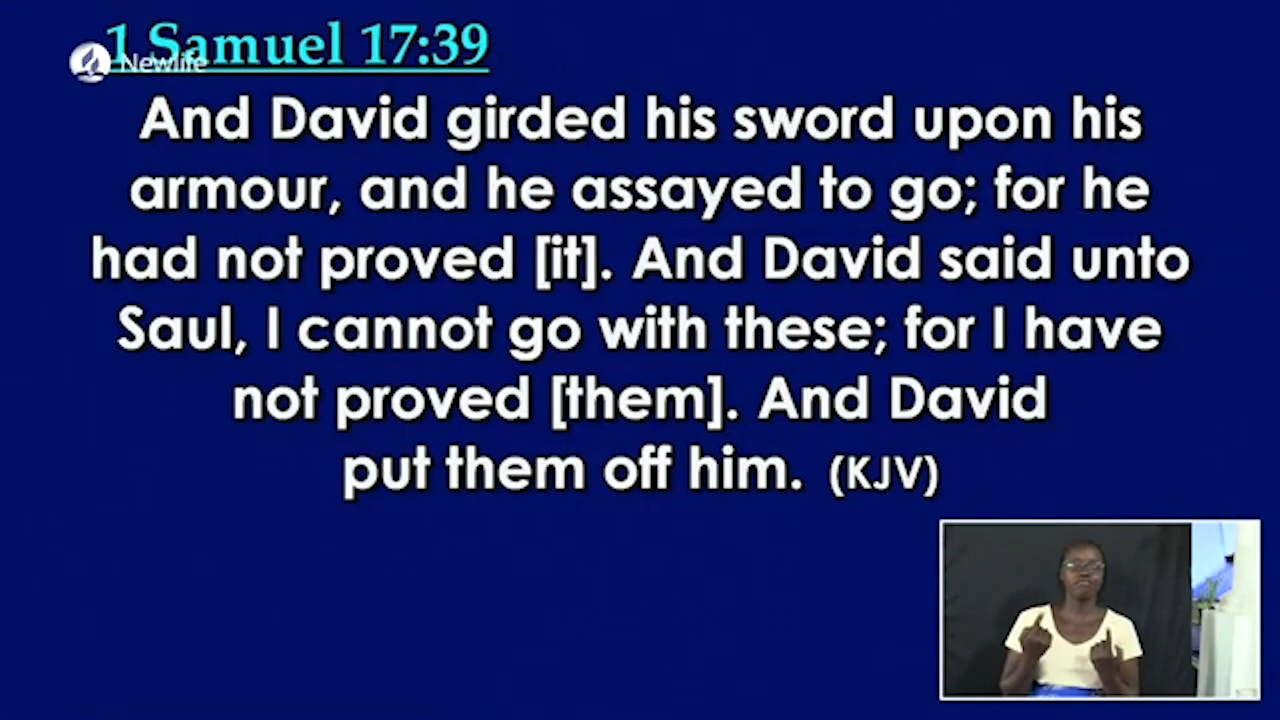 1 Samuel 17:39
Newlife
And David girded his sword upon his
armour, and he assayed to go; for he
had not proved [it]. And David said unto
Saul, I cannot go with these; for I have
not proved [them]. And David
put them off him. (KJV)